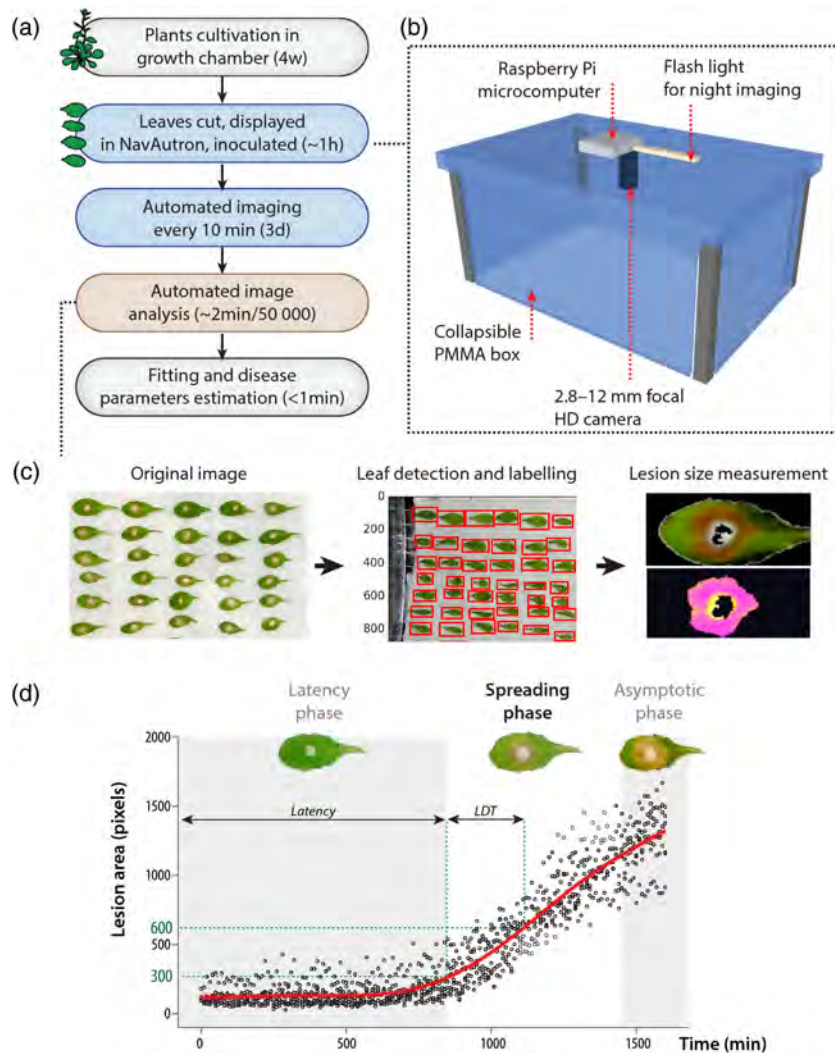 (a)
Plants cultivation in
growth chamber (4w)
Leaves cut, displayed
in NavAutron, inoculated (~1h)
Automated imaging
every 10 min (3d)
Automated image
analysis (~2min/50 000)
Fitting and disease
parameters estimation (<1min)
(b)
Raspberry Pi
microcomputer
Flash light
for night imaging
Collapsible
PMMA box
2.8–12 mm focal
HD camera
(c)
Original image
Leaf detection and labelling
Lesion size measurement
0
200
400
600
800
(d)
Latency
phase
Spreading
phase
Asymptotic
phase
Latency
LDT
Lesion area (pixels)
2000
1500
1000
600
500
300
0
0
500
1000
1500
Time (min)